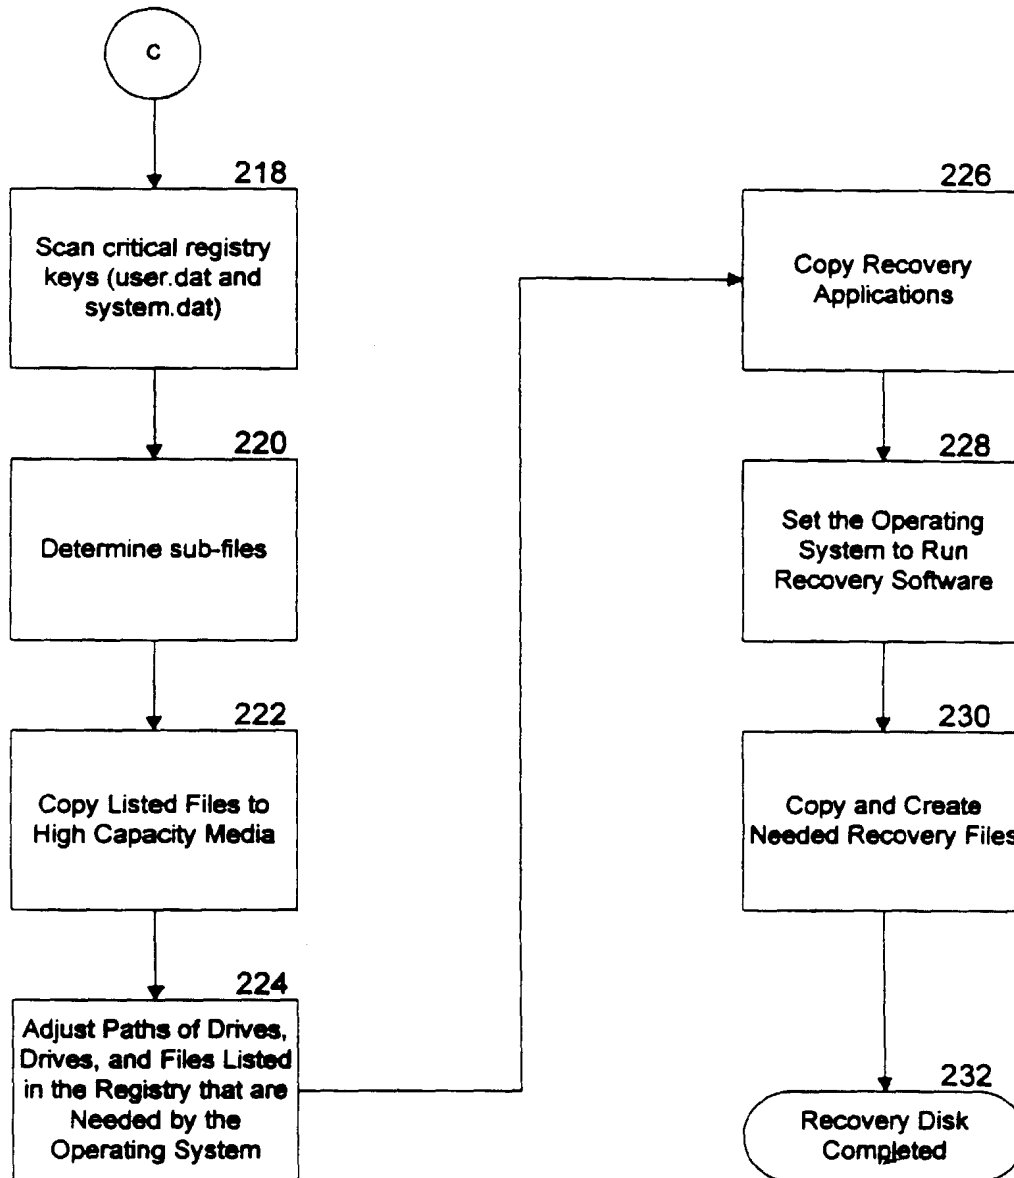 C
218
Scan critical registry
keys (user.dat and
system.dat)
220
Determine sub-files
222
Copy Listed Files to
High Capacity Media
224
Adjust Paths of Drives,
Drives, and Files Listed
in the Registry that are
Needed by the
Operating System
226
Copy Recovery
Applications
228
Set the Operating
System to Run
Recovery Software
230
Copy and Create
Needed Recovery Files
232
Recovery Disk
Completed